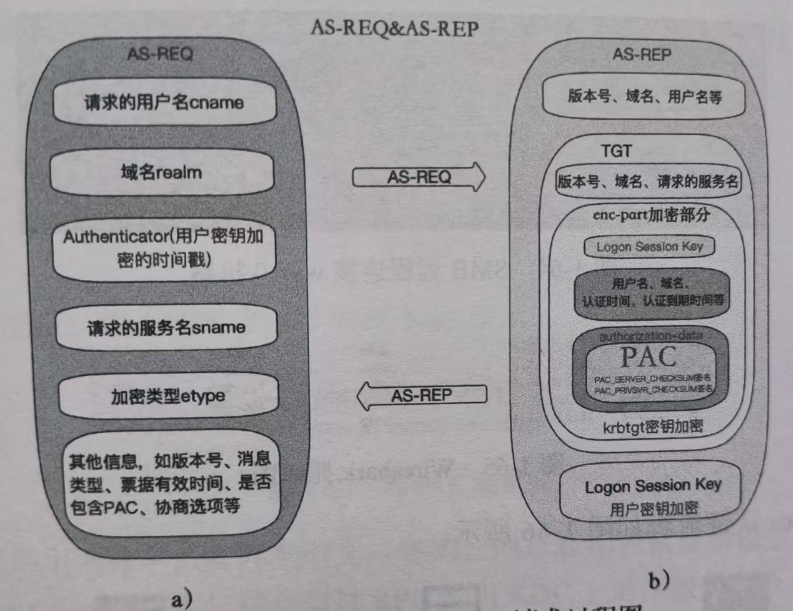 AS-REQ&AS-REP
AS-REQ
请求的用户名cname
域名realm
Authenticator(用户密钥加
密的时间戳)
请求的服务名sname
加密类型etype
其他信息，如版本号、消息
类型、票据有效时间、是否
包含PAC、协商选项等
a)
AS-REQ
AS-REP
AS-REP
版本号、域名、用户名等
TGT
版本号、域名、请求的服务名
enc-part加密部分
Logon Session Key
用户名、域名、
认证时间、认证到期时间等
authorization-data
PAC
PAC_SERVER_CHECKSUM签名
PAC_PRIVSVR_CHECKSUM签名
krbtgt密钥加密
Logon Session Key
用户密钥加密
b)